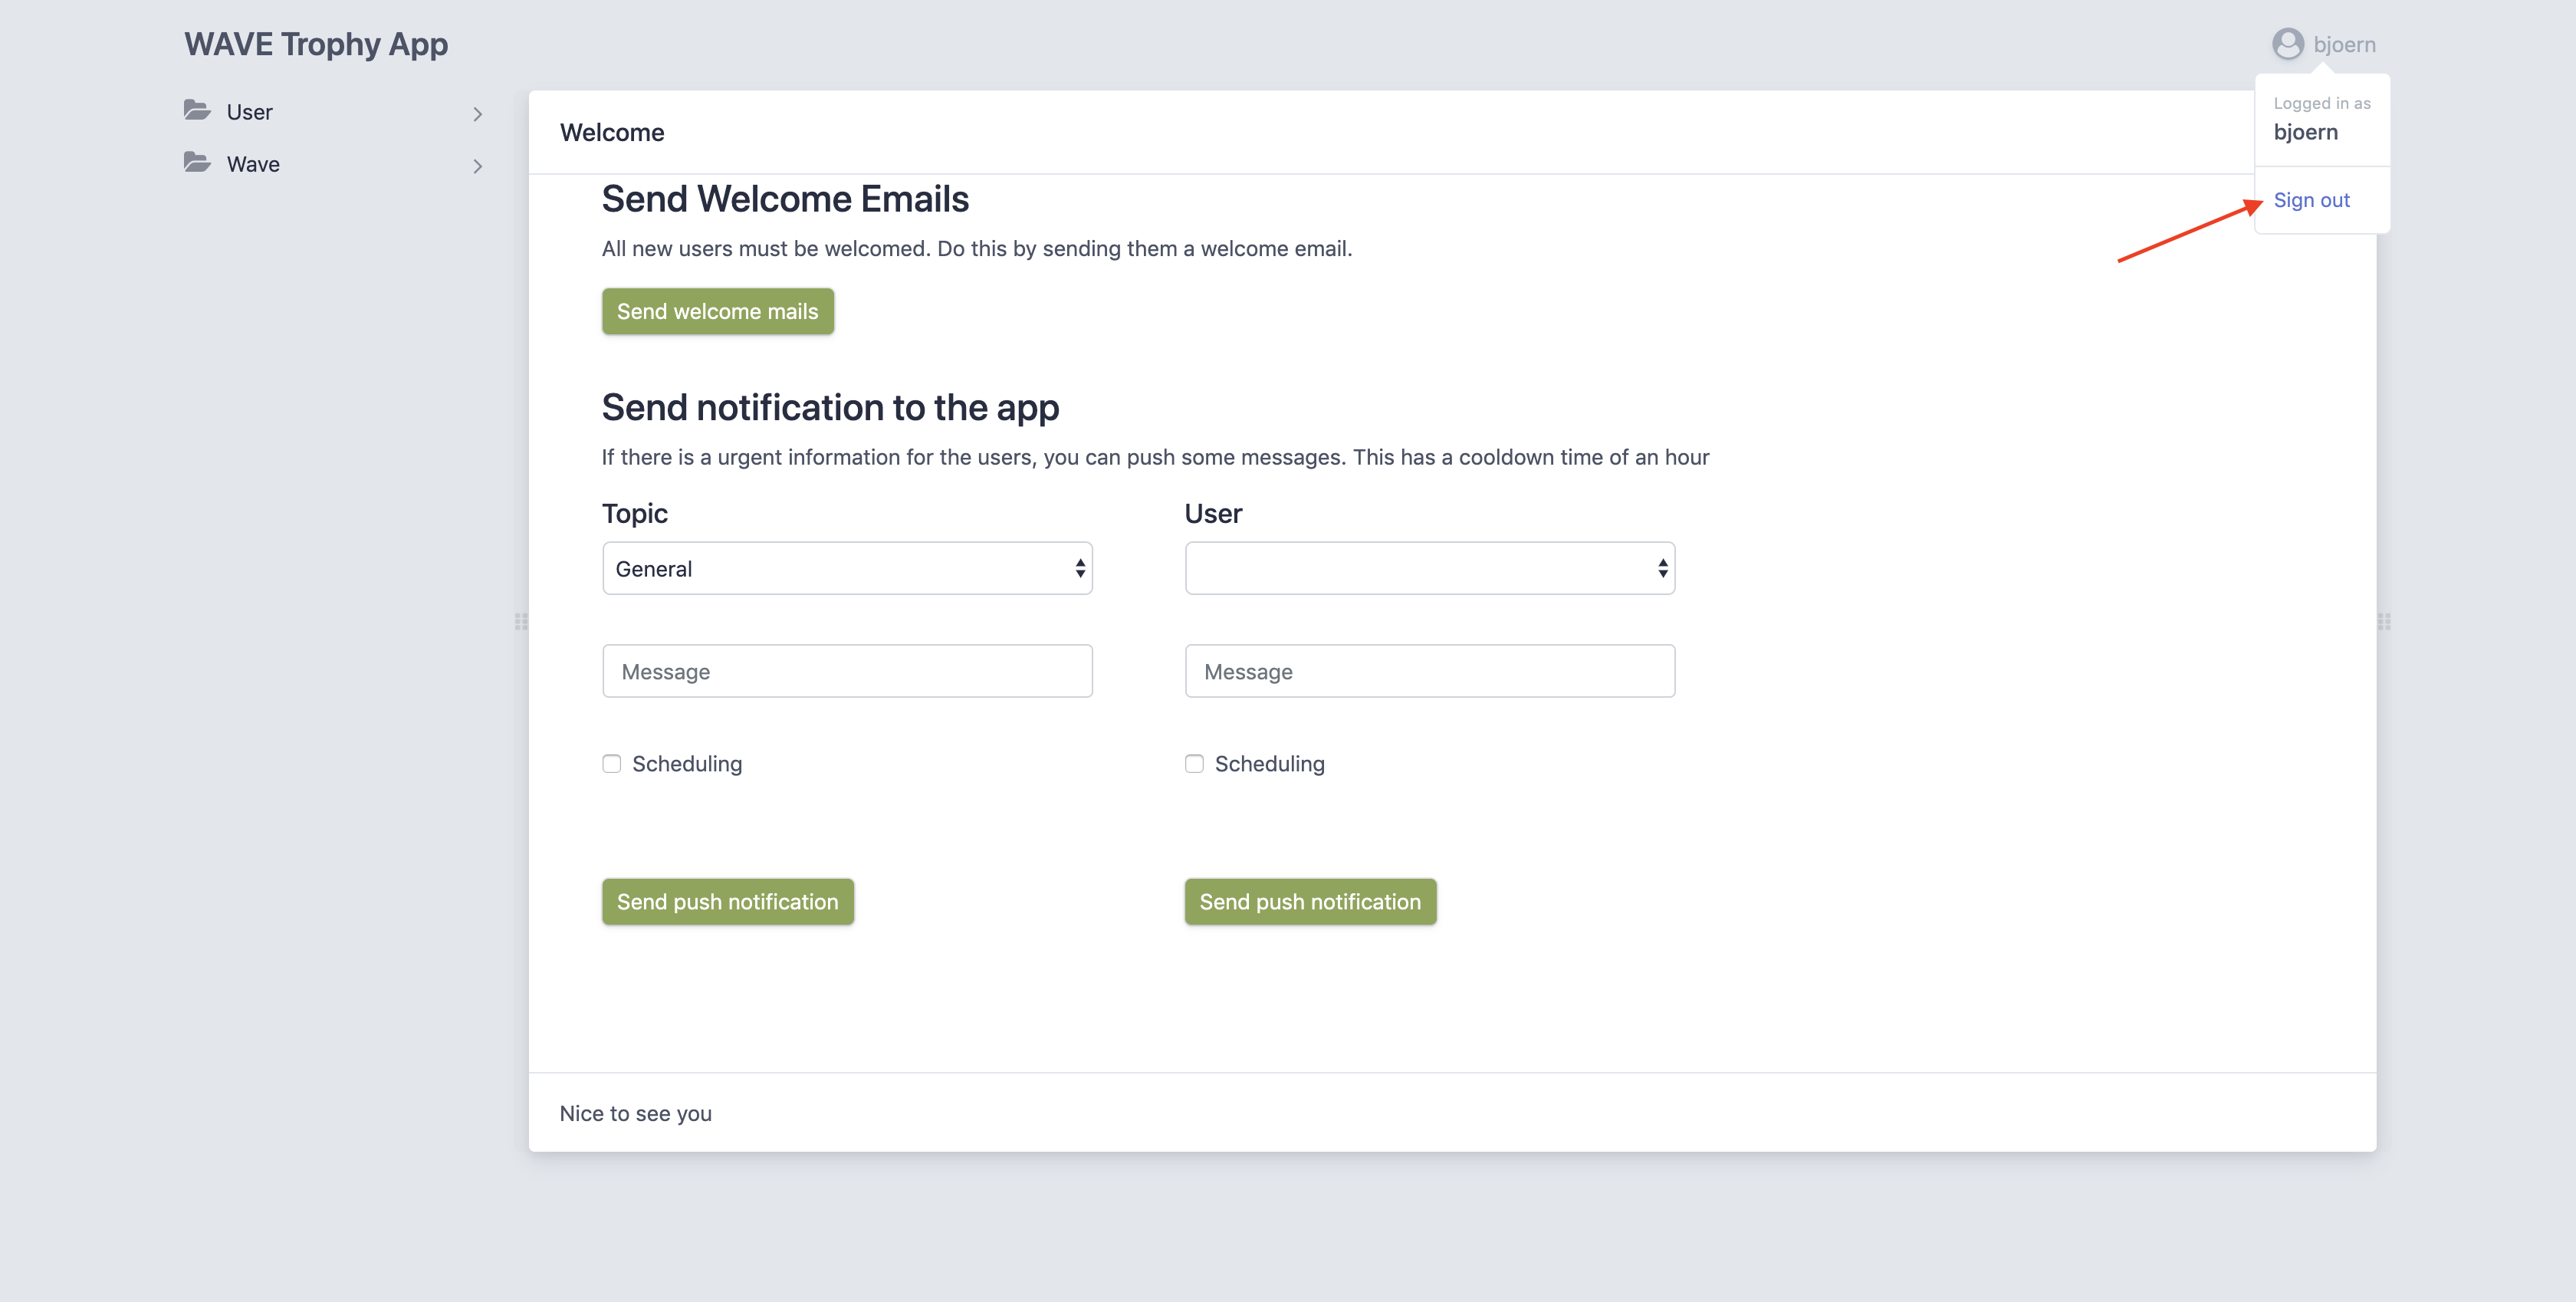 WAVE Trophy App
bjoern
User
Wave
Welcome
Logged in as
bjoern
Sign out
Send Welcome Emails
All new users must be welcomed. Do this by sending them a welcome email.
Send welcome mails
Send notification to the app
If there is a urgent information for the users, you can push some messages. This has a cooldown time of an hour
Topic
User
General
Message
Message
Scheduling
Scheduling
Send push notification
Send push notification
Nice to see you